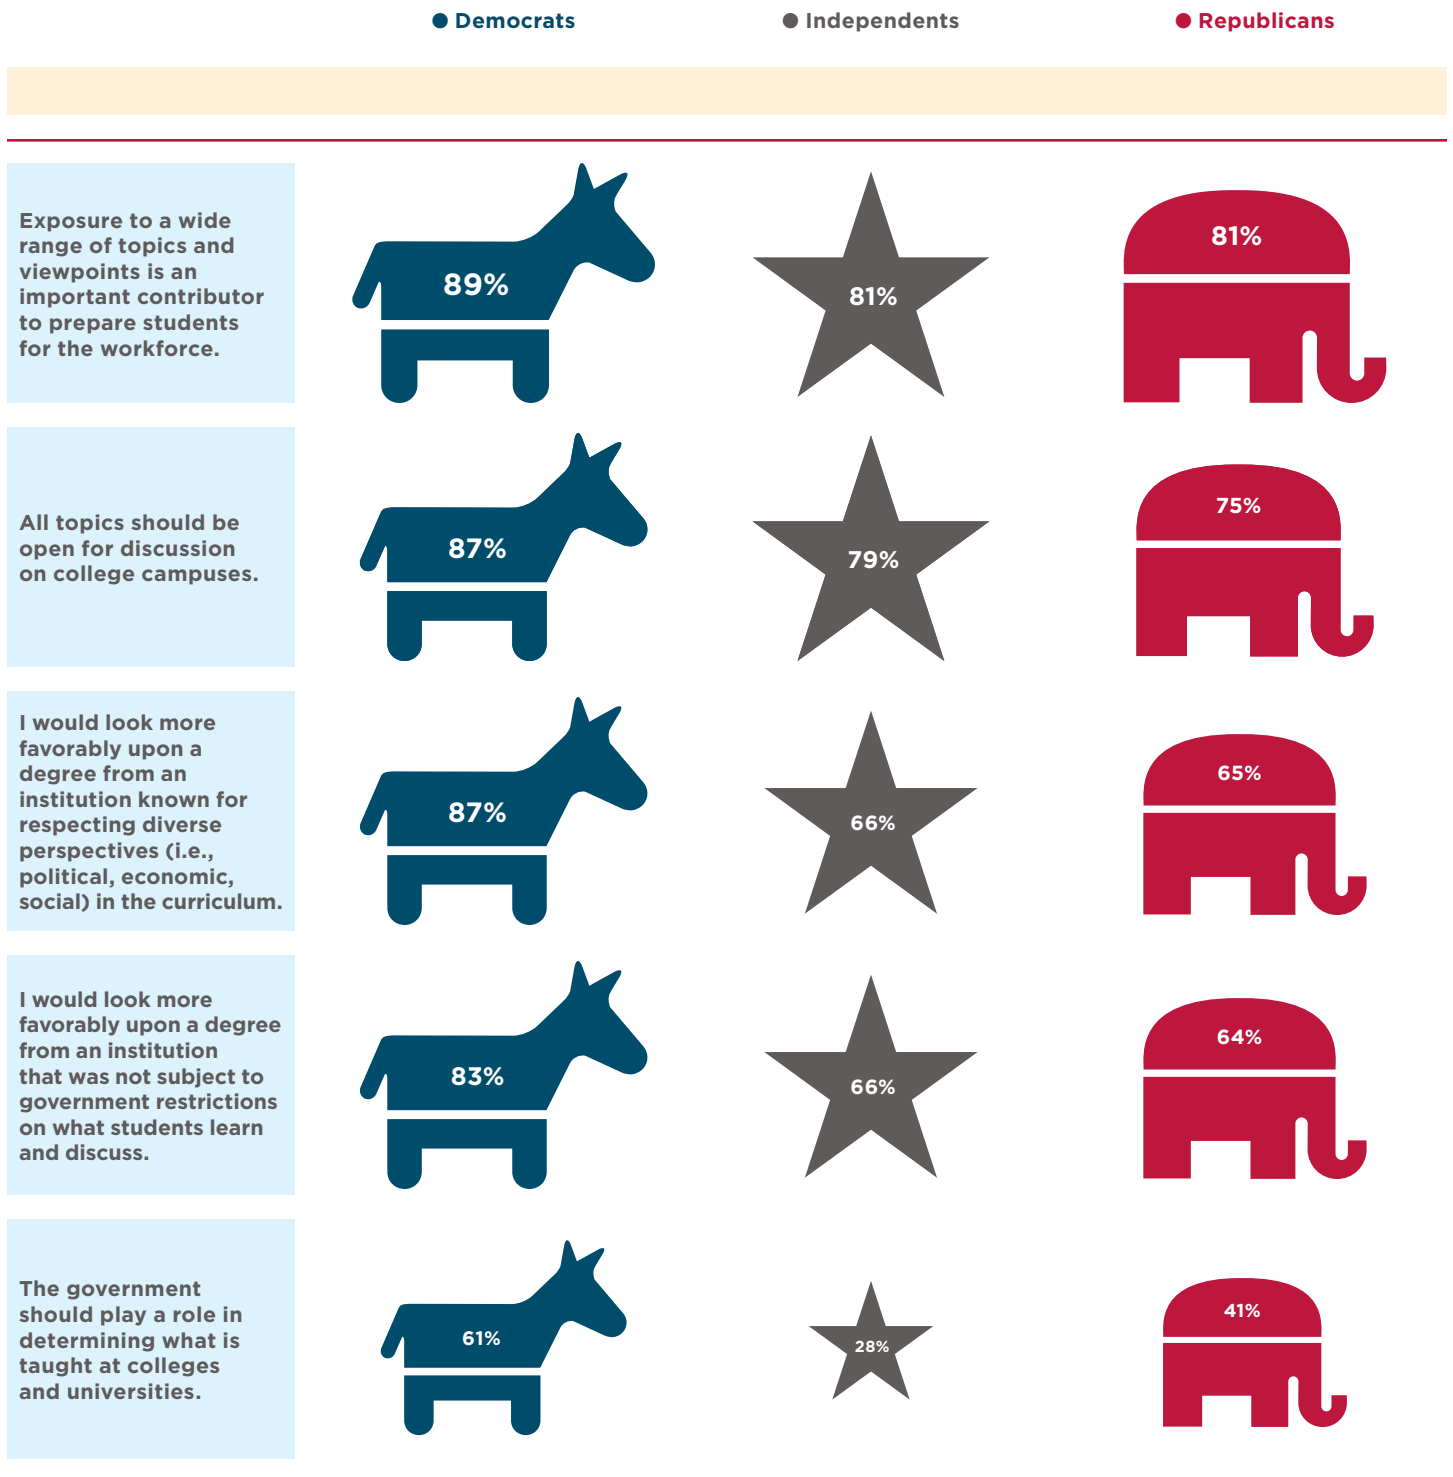 Democrats
Independents
Republicans
Exposure to a wide
range of topics and
viewpoints is an
important contributor
to prepare students
for the workforce.
89%
81%
81%
All topics should be
open for discussion
on college campuses.
87%
79%
75%
I would look more
favorably upon a
degree from an
institution known for
respecting diverse
perspectives (i.e.,
political, economic,
social) in the curriculum.
87%
66%
65%
I would look more
favorably upon a degree
from an institution
that was not subject to
government restrictions
on what students learn
and discuss.
83%
66%
64%
The government
should play a role in
determining what is
taught at colleges
and universities.
61%
28%
41%